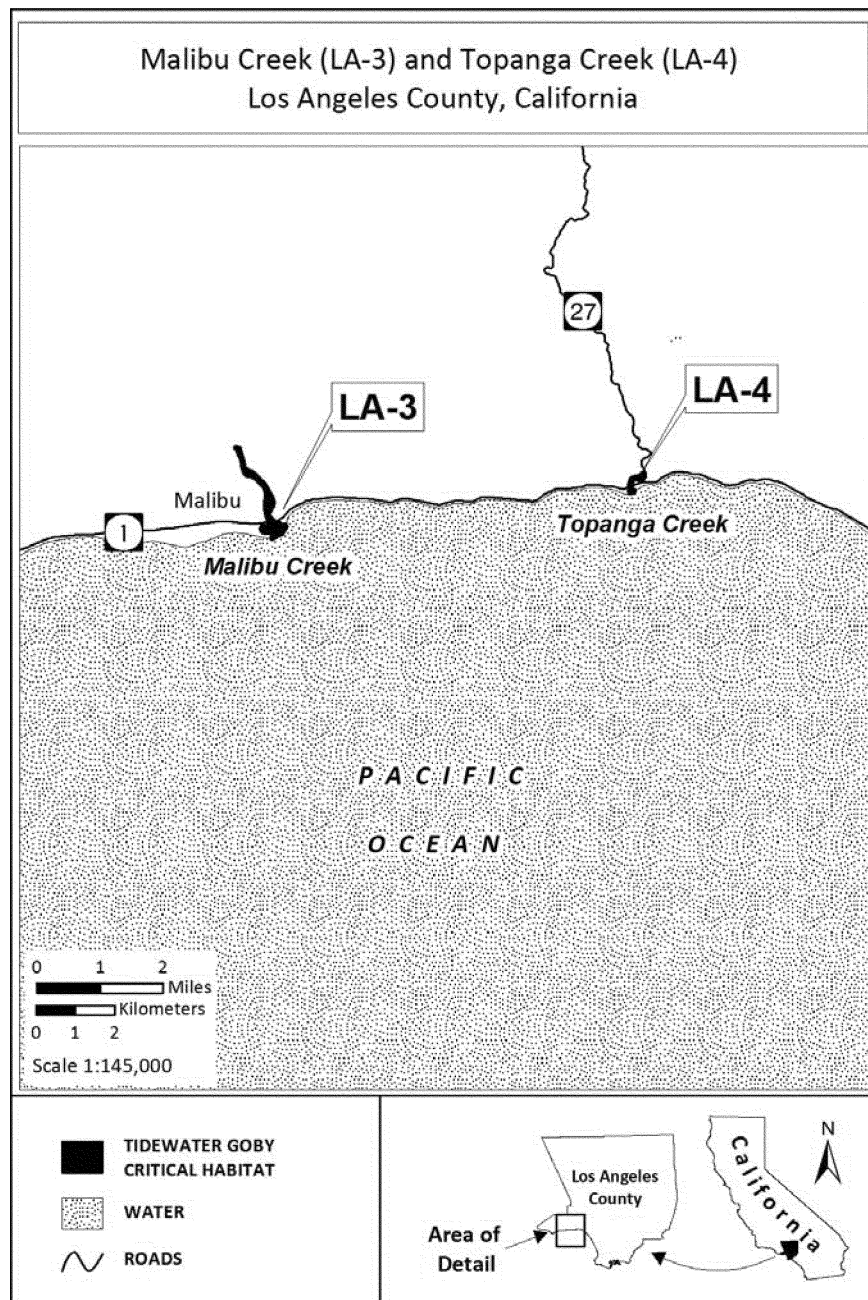 Malibu Creek (LA-3) and Topanga Creek (LA-4)
Los Angeles County, California
27
LA-3
LA-4
Malibu
1
Malibu Creek
Topanga Creek
PACIFIC
OCEAN
0 1 2
Miles
Kilometers
0 1 2
Scale 1:145,000
TIDEWATER GOBY
CRITICAL HABITAT
WATER
ROADS
Los Angeles
County
Area of
Detail
California
N